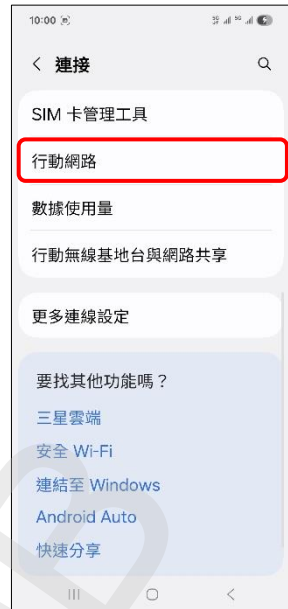 10:00
連接
SIM 卡管理工具
行動網路
數據使用量
行動無線基地台與網路共享
更多連線設定
要找其他功能嗎？
三星雲端
安全 Wi-Fi
連結至 Windows
Android Auto
快速分享